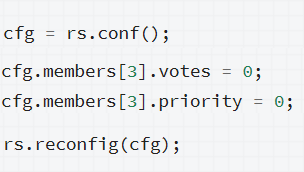 cfg = rs.conf();
cfg.members[3].votes = 0;
cfg.members[3].priority = 0;
rs.reconfig(cfg);